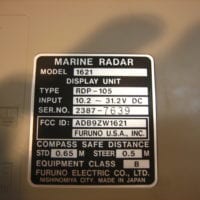 MARINE RADAR
MODEL 1621
DISPLAY UNIT
TYPE RDP-105
INPUT 10.2 ~ 31.2V DC
SER.NO. 2387-7639
FCC ID: ADB9ZW1621
FURUNO U.S.A., INC.
COMPASS SAFE DISTANCE
STD 0.65 M STEER 0.5 M
EQUIPMENT CLASS B
FURUNO ELECTRIC CO., LTD.
NISHINOMIYA CITY, MADE IN JAPAN